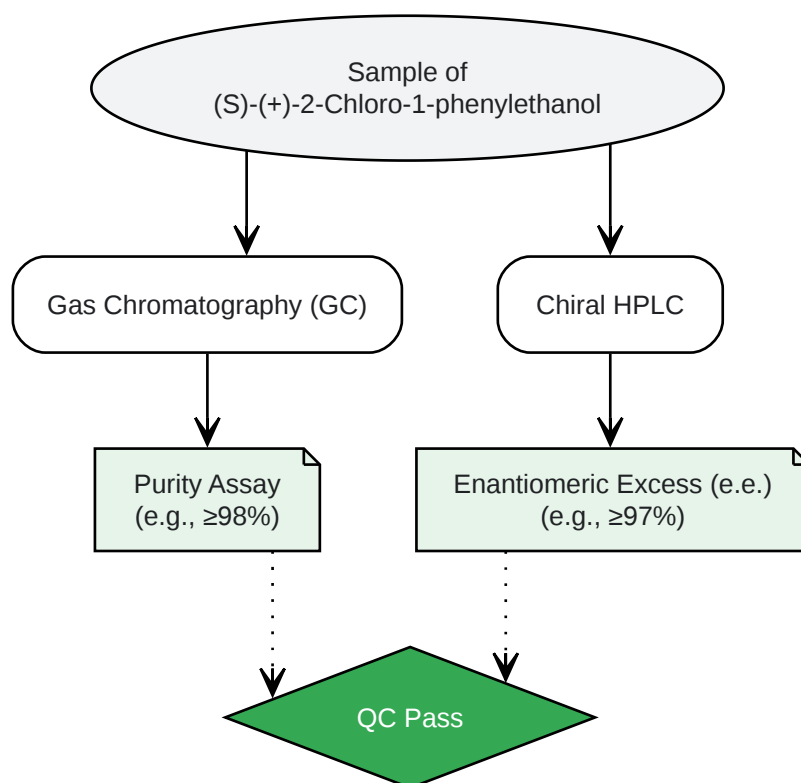 Sample of
(S)-(+)-2-Chloro-1-phenylethanol
Gas Chromatography (GC)
Chiral HPLC
Purity Assay
(e.g., ≥98%)
Enantiomeric Excess (e.e.)
(e.g., ≥97%)
QC Pass